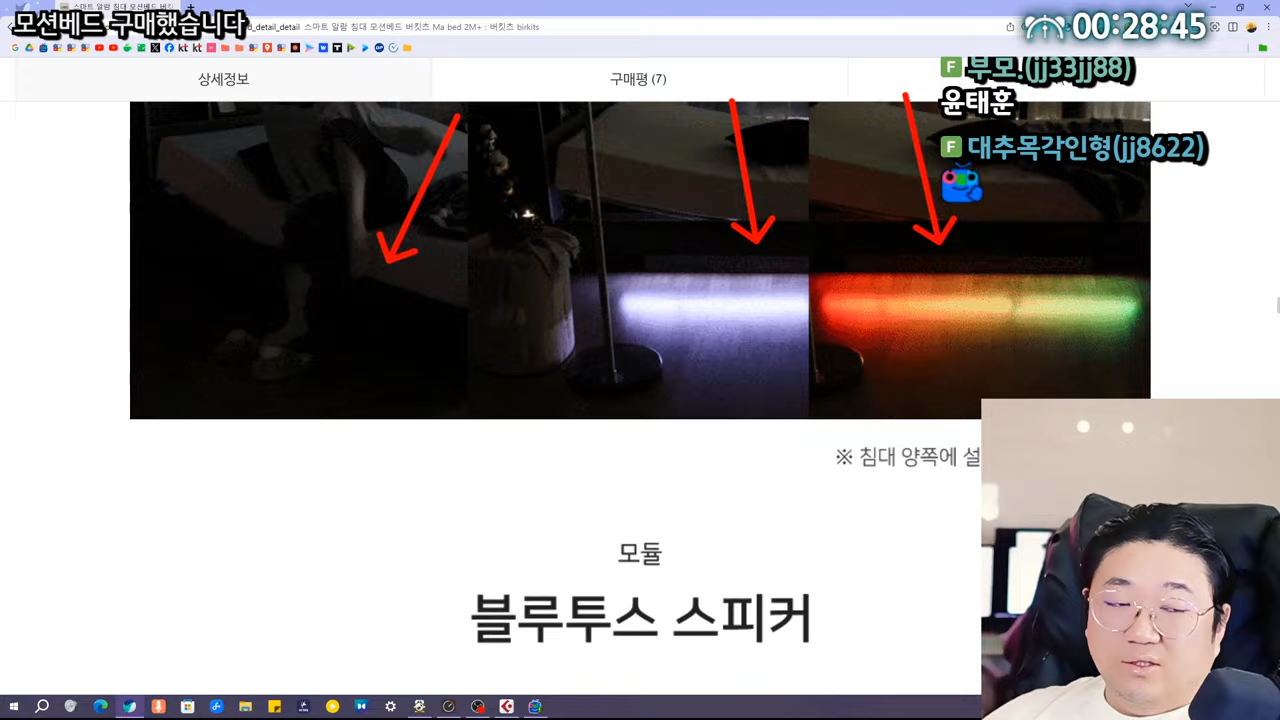 모션베드 구매했습니다
d_detail_detail 스마트 알람 침대 모션베드 버킷츠 Ma bed 2M+ : 버킷츠 birkits
00:28:45
상세정보
구매평 (7)
F 부모.(jj33jj88)
윤태훈
F 대추목각인형(jj8622)
※ 침대 양쪽에 설
모듈
블루투스 스피커